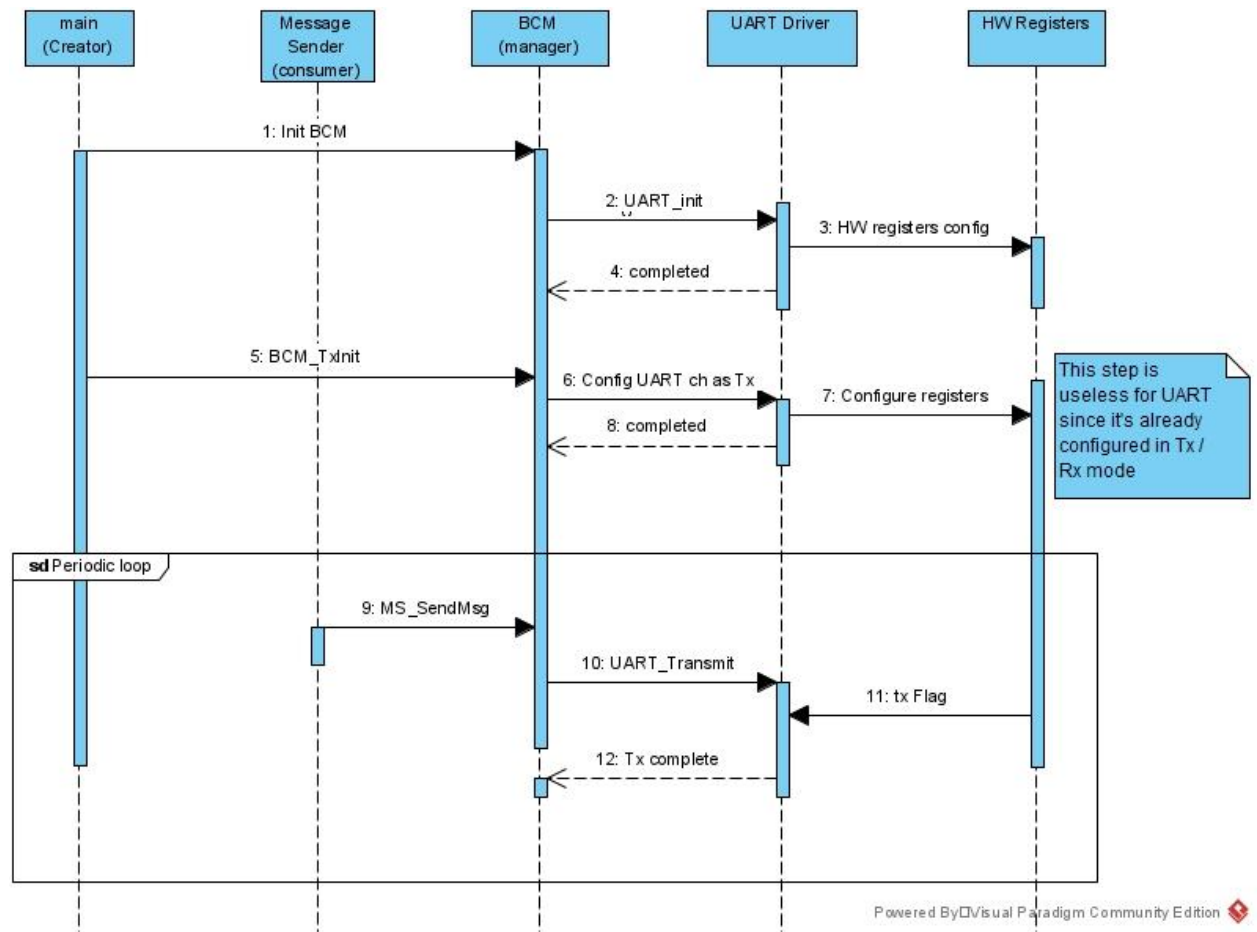 main
(Creator)
Message
Sender
(consumer)
BCM
(manager)
UART Driver
HW Registers
1: Init BCM
2: UART_init
3: HW registers config
4: completed
5: BCM_TxInit
6: Config UART ch as Tx
7: Configure registers
8: completed
This step is
useless for UART
since it's already
configured in Tx /
Rx mode
sd Periodic loop
9: MS_SendMsg
10: UART_Transmit
11: tx Flag
12: Tx complete
Powered By Visual Paradigm Community Edition